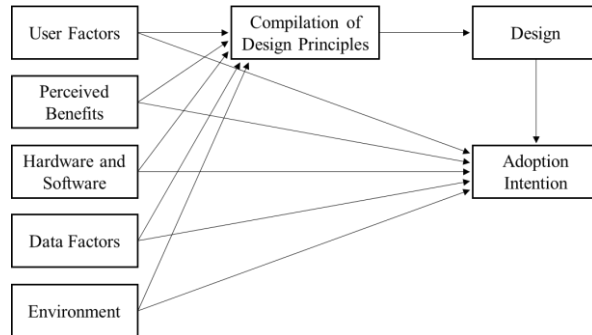 User Factors
Compilation of
Design Principles
Design
Perceived
Benefits
Hardware and
Software
Adoption
Intention
Data Factors
Environment